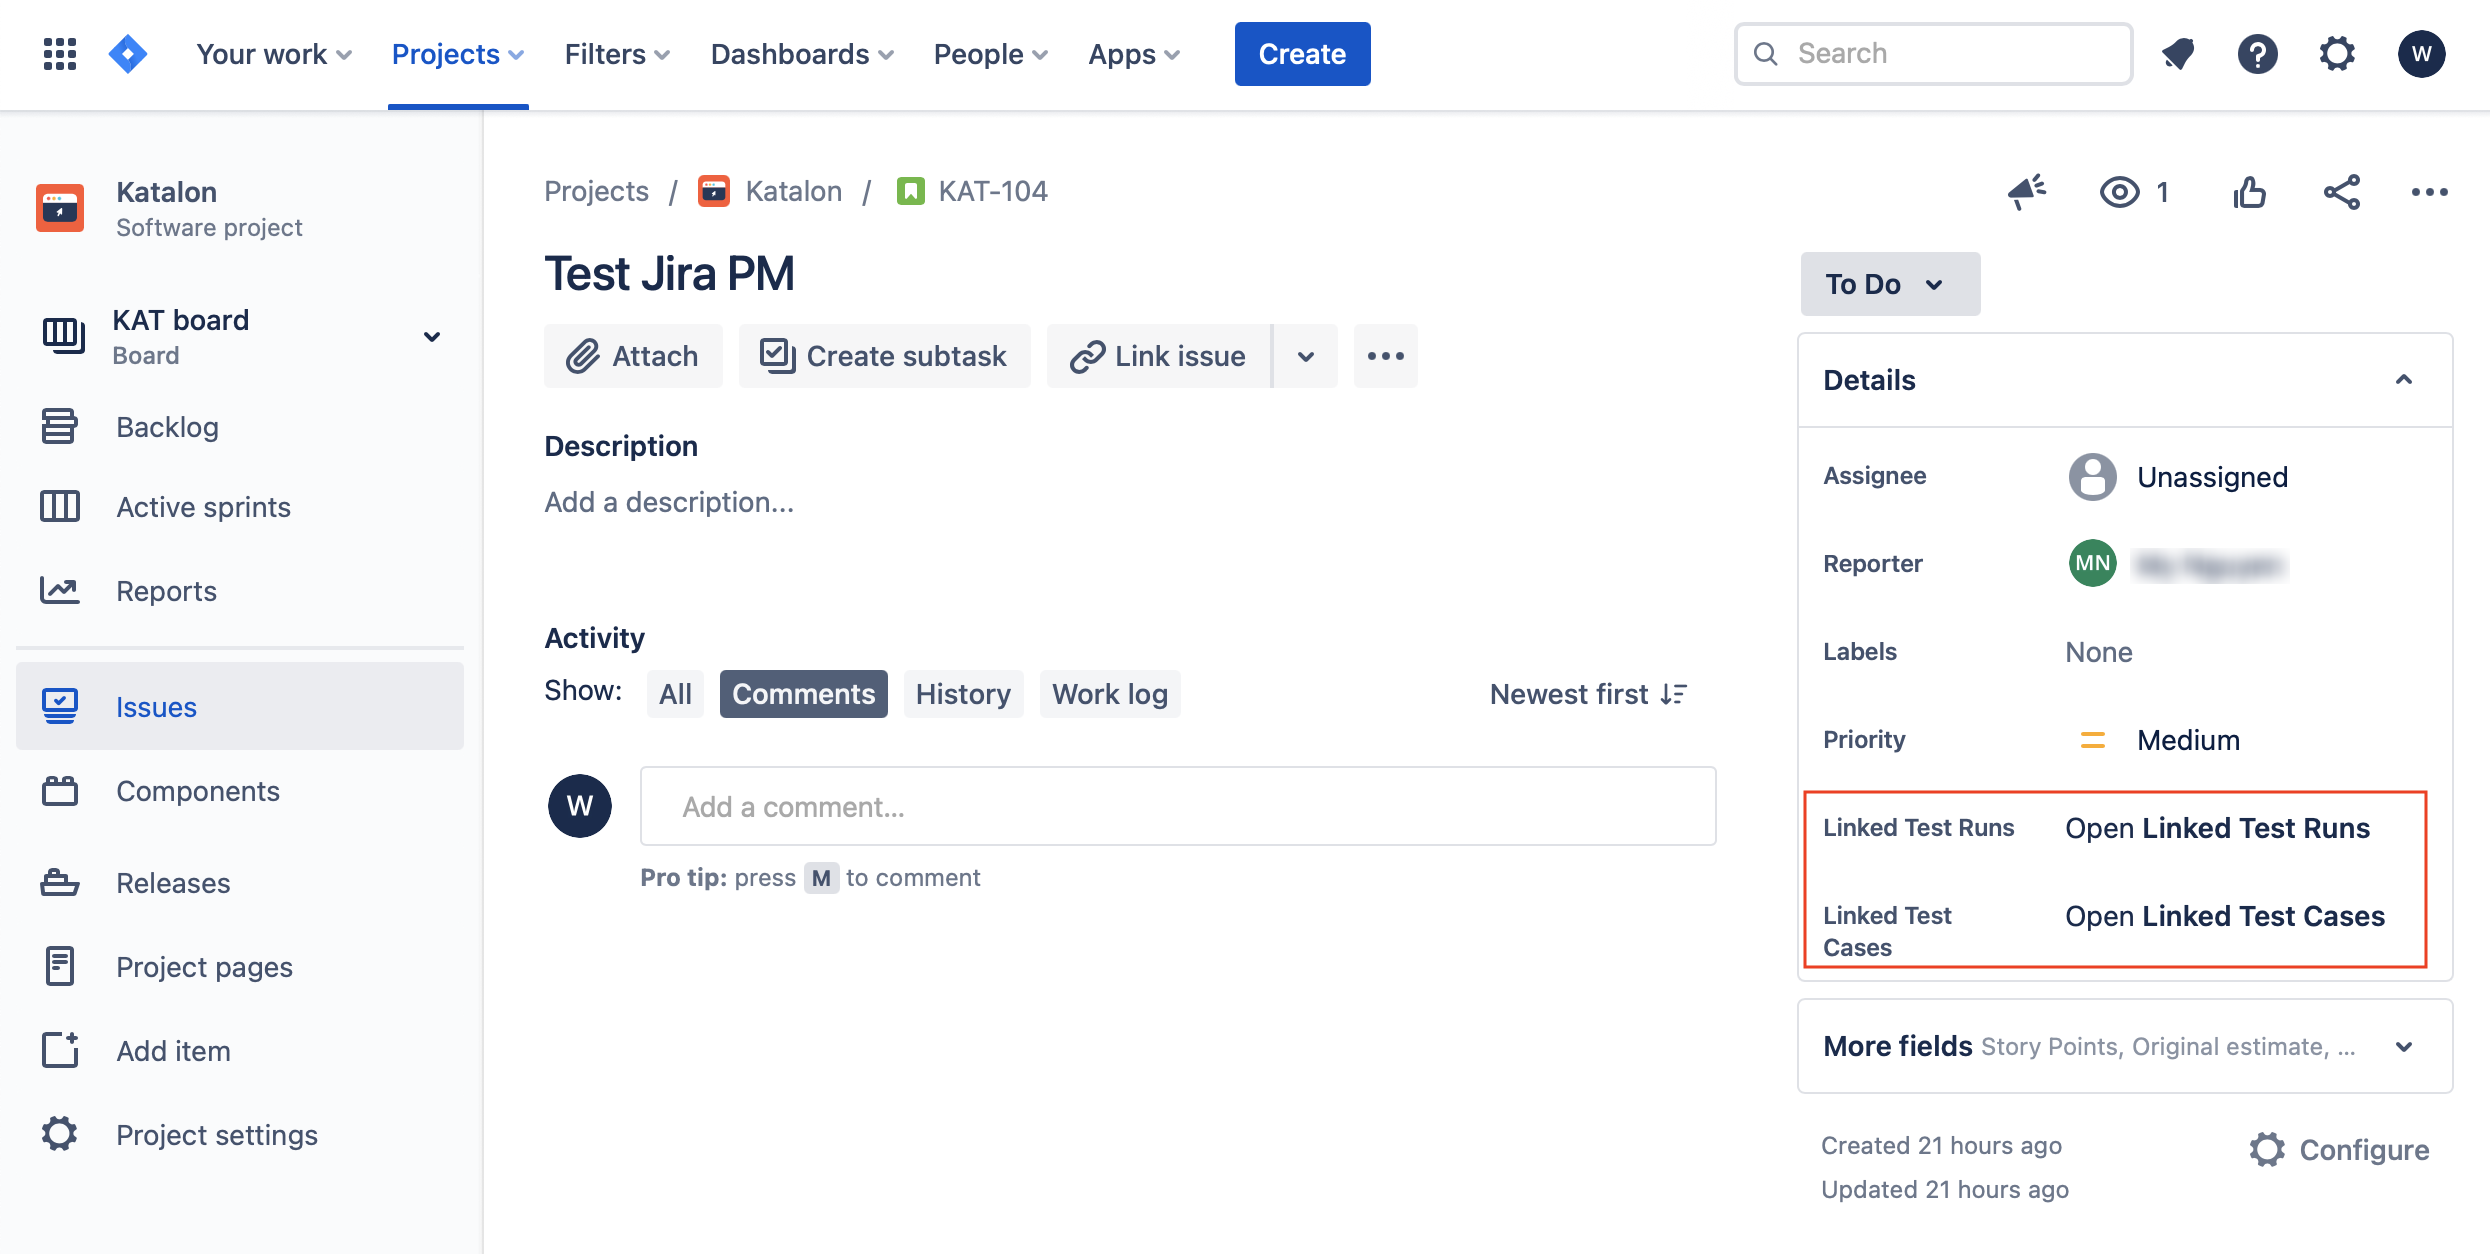 Your work
Projects
Filters
Dashboards
People
Apps
Create
Search
W
Katalon
Software project
KAT board
Board
Backlog
Active sprints
Reports
Issues
Components
Releases
Project pages
Add item
Project settings
Projects / Katalon / KAT-104
1
Test Jira PM
Attach
Create subtask
Link issue
Description
Add a description...
Activity
Show: All Comments History Work log
Newest first
W
Add a comment...
Pro tip: press M to comment
To Do
Details
Assignee
Unassigned
Reporter
MN
Labels
None
Priority
Medium
Linked Test Runs
Open Linked Test Runs
Linked Test
Cases
Open Linked Test Cases
More fields Story Points, Original estimate, ...
Created 21 hours ago
Updated 21 hours ago
Configure